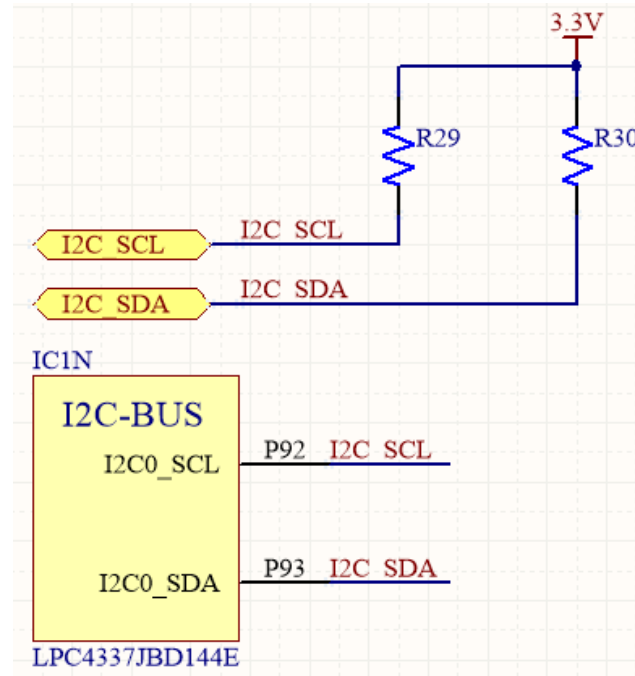 3.3V
R29
R30
I2C_SCL
I2C_SCL
I2C_SDA
I2C_SDA
IC1N
I2C-BUS
I2C0_SCL
P92
I2C_SCL
I2C0_SDA
P93
I2C_SDA
LPC4337JBD144E